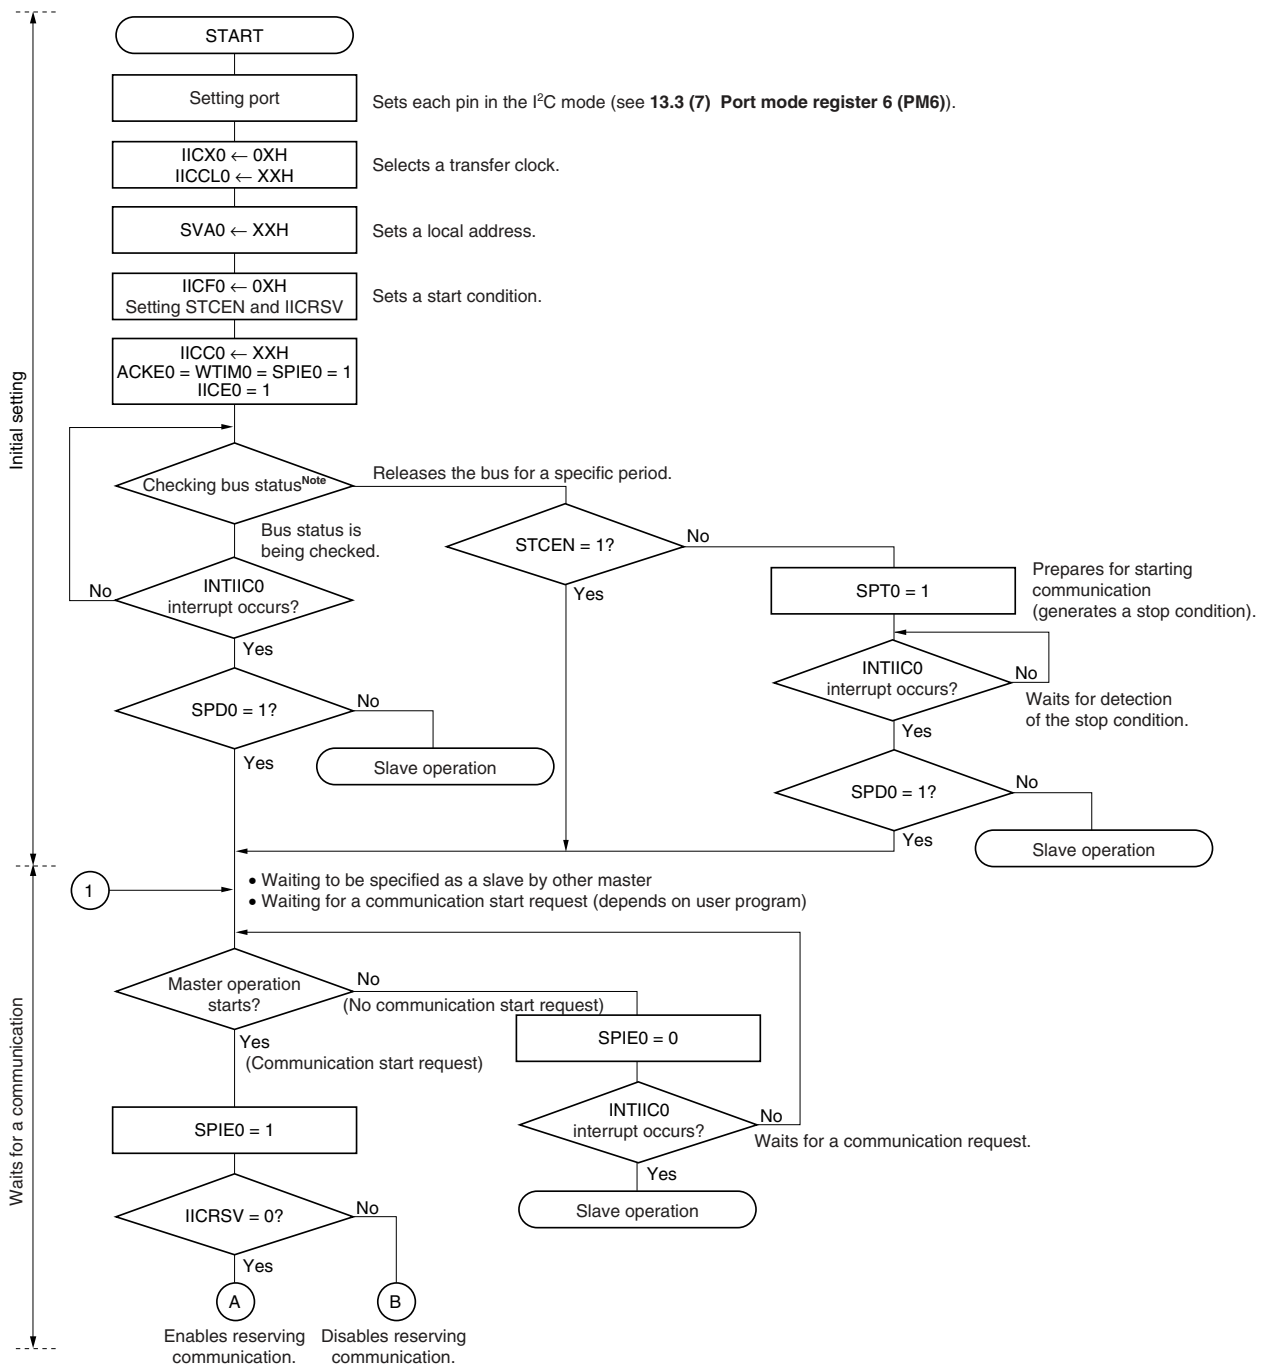 START
Setting port
Sets each pin in the I²C mode (see 13.3 (7) Port mode register 6 (PM6)).
IICX0 ← 0XH
IICCL0 ← XXH
Selects a transfer clock.
SVA0 ← XXH
Sets a local address.
IICF0 ← 0XH
Setting STCEN and IICRSV
Sets a start condition.
IICC0 ← XXH
ACKE0 = WTIM0 = SPIE0 = 1
IICE0 = 1
Initial setting
Checking bus statusNote
Releases the bus for a specific period.
Bus status is
being checked.
STCEN = 1?
No
Yes
SPT0 = 1
Prepares for starting
communication
(generates a stop condition).
INTIIC0
interrupt occurs?
No
Yes
INTIIC0
interrupt occurs?
No
Waits for detection
of the stop condition.
Yes
SPD0 = 1?
No
Yes
Slave operation
SPD0 = 1?
No
Yes
Slave operation
1
• Waiting to be specified as a slave by other master
• Waiting for a communication start request (depends on user program)
Waits for a communication
Master operation
starts?
No
(No communication start request)
Yes
(Communication start request)
SPIE0 = 0
INTIIC0
interrupt occurs?
No
Waits for a communication request.
Yes
Slave operation
SPIE0 = 1
IICRSV = 0?
No
Yes
A
B
Enables reserving
communication.
Disables reserving
communication.